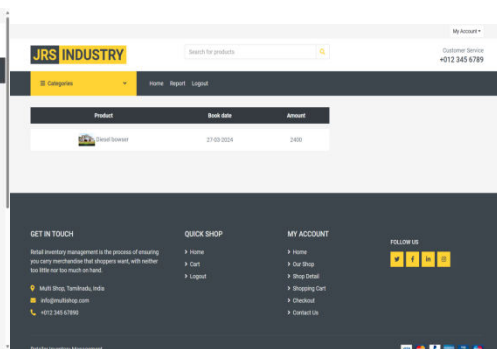 My Account
JRS INDUSTRY
Search for products
Customer Service
+012 345 6789
Categories
Home Report Logout
Product Book date Amount
Diesel bowser 27-03-2024 2400
GET IN TOUCH
Retail inventory management is the process of ensuring
you carry merchandise that shoppers want, with neither
too little nor too much on hand.
Multi Shop, Tamilnadu, India
info@multishop.com
+012 345 67890
QUICK SHOP
Home
Cart
Logout
MY ACCOUNT
Home
Our Shop
Shop Detail
Shopping Cart
Checkout
Contact Us
FOLLOW US